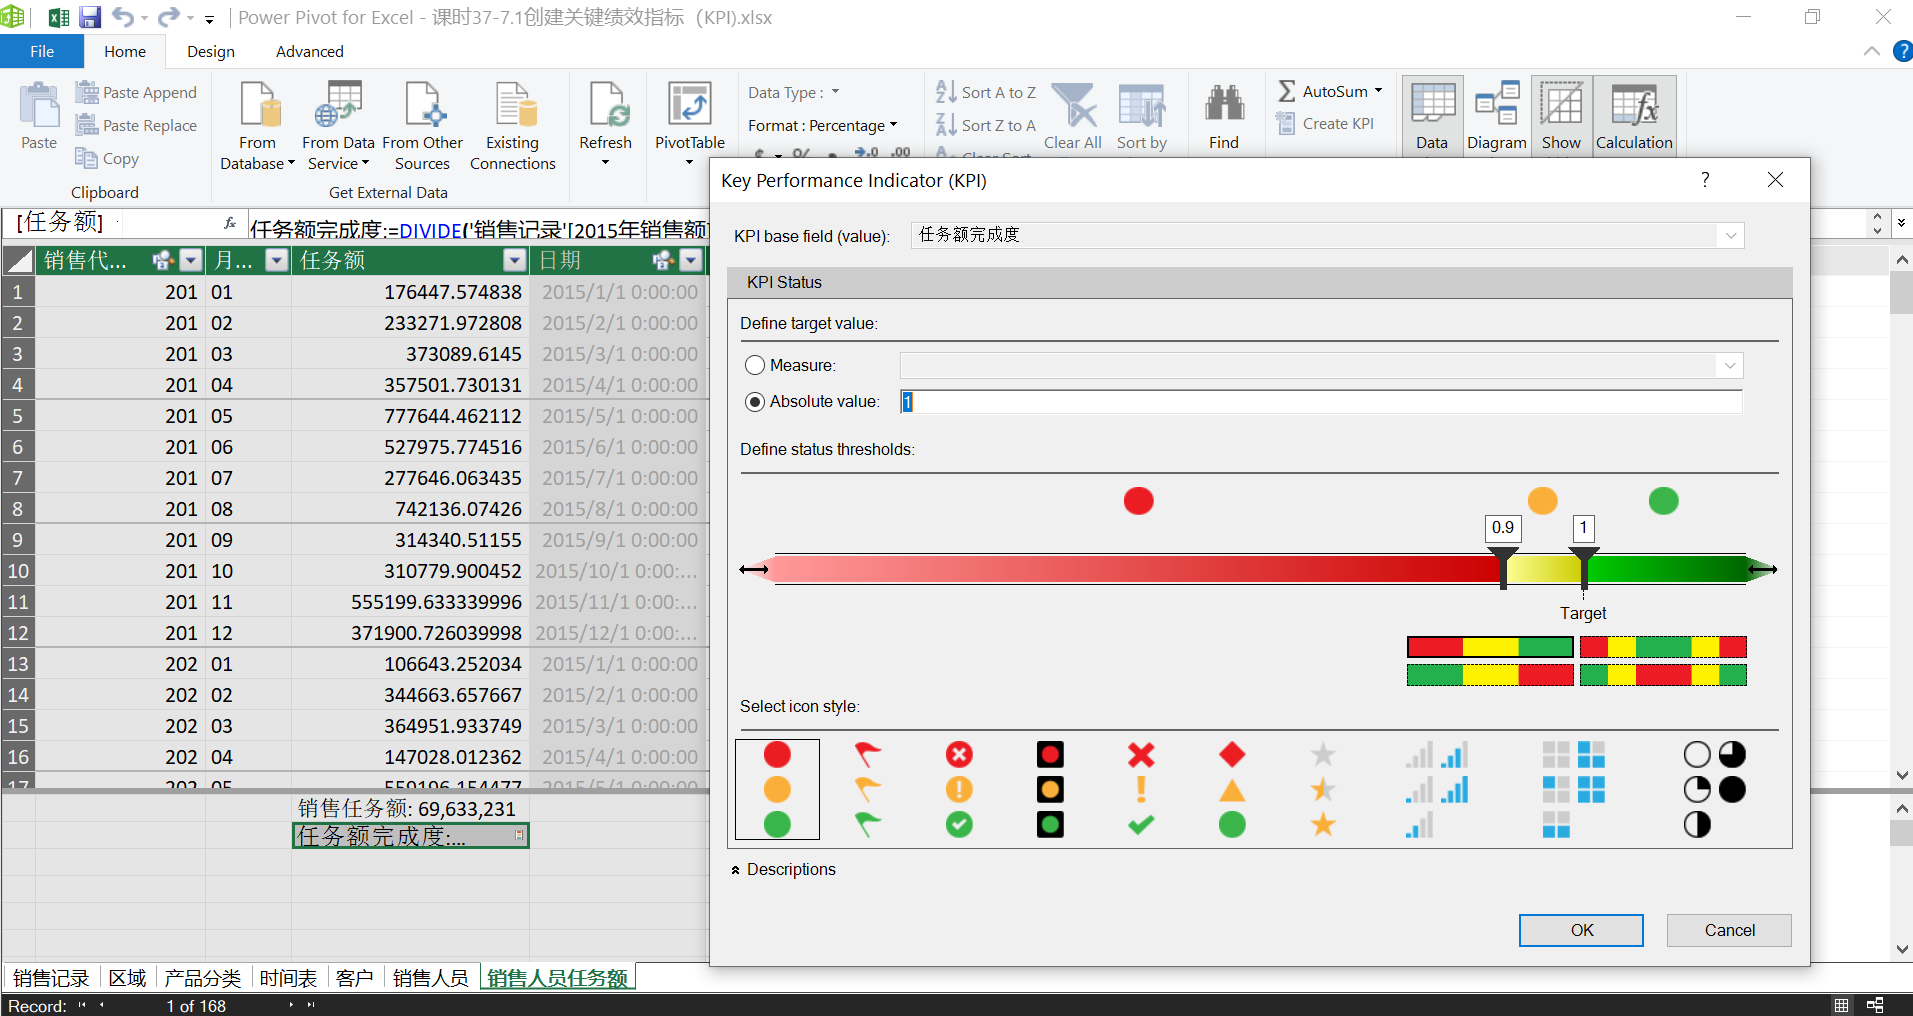 Power Pivot for Excel - 课时37-7.1创建关键绩效指标（KPI).xlsx
File Home Design Advanced
Paste
Paste Append
Paste Replace
Copy
Clipboard
From Database
From Data Service
From Other Sources
Existing Connections
Get External Data
Refresh
PivotTable
Data Type :
Format : Percentage
$ % .0 .00
Sort A to Z
Sort Z to A
Clear Sort
Clear All
Sort by
Find
AutoSum
Create KPI
Data
Diagram
Show
Calculation
[任务额] fx 任务额完成度:=DIVIDE('销售记录'[2015年销售额
销售代... 月... 任务额 日期
1 201 01 176447.574838 2015/1/1 0:00:00
2 201 02 233271.972808 2015/2/1 0:00:00
3 201 03 373089.6145 2015/3/1 0:00:00
4 201 04 357501.730131 2015/4/1 0:00:00
5 201 05 777644.462112 2015/5/1 0:00:00
6 201 06 527975.774516 2015/6/1 0:00:00
7 201 07 277646.063435 2015/7/1 0:00:00
8 201 08 742136.07426 2015/8/1 0:00:00
9 201 09 314340.51155 2015/9/1 0:00:00
10 201 10 310779.900452 2015/10/1 0:00:...
11 201 11 555199.633339996 2015/11/1 0:00:...
12 201 12 371900.726039998 2015/12/1 0:00:...
13 202 01 106643.252034 2015/1/1 0:00:00
14 202 02 344663.657667 2015/2/1 0:00:00
15 202 03 364951.933749 2015/3/1 0:00:00
16 202 04 147028.012362 2015/4/1 0:00:00
17 202 05 559196.154477 2015/5/1 0:00:00
销售任务额: 69,633,231
任务额完成度:...
销售记录 区域 产品分类 时间表 客户 销售人员 销售人员任务额
Record: 1 of 168
Key Performance Indicator (KPI) ?
KPI base field (value): 任务额完成度
KPI Status
Define target value:
Measure:
Absolute value: 1
Define status thresholds:
0.9 1
Target
Select icon style:
Descriptions
OK Cancel